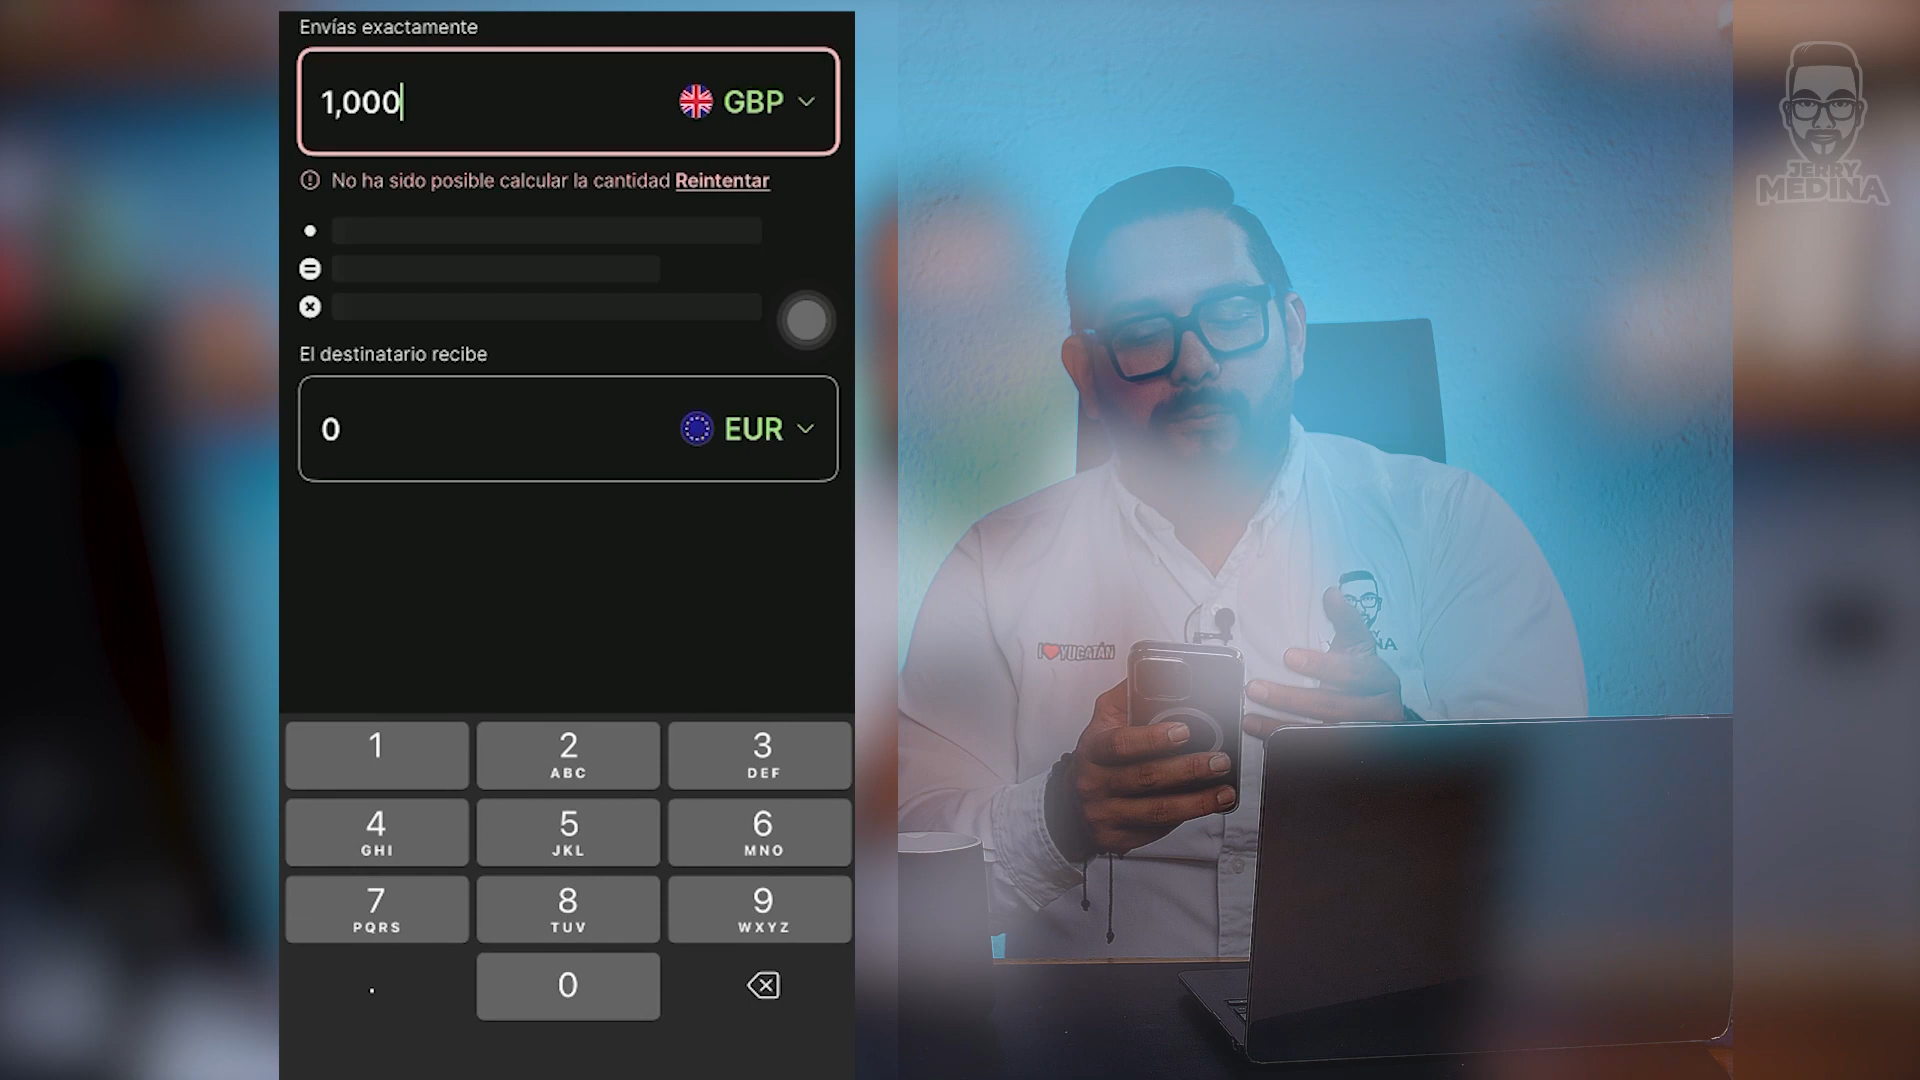 Envías exactamente
1,000 GBP
No ha sido posible calcular la cantidad Reintentar
El destinatario recibe
0 EUR
1
2
ABC
3
DEF
4
GHI
5
JKL
6
MNO
7
PQRS
8
TUV
9
WXYZ
.
0
JERRY
MEDINA
I❤YUCATÁN